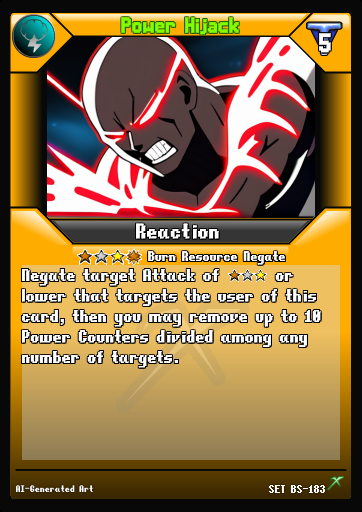 Power Hijack
5
Reaction
Burn Resource Negate
Negate target Attack of or
lower that targets the user of this
card, then you may remove up to 10
Power Counters divided among any
number of targets.
AI-Generated Art
SET BS-183